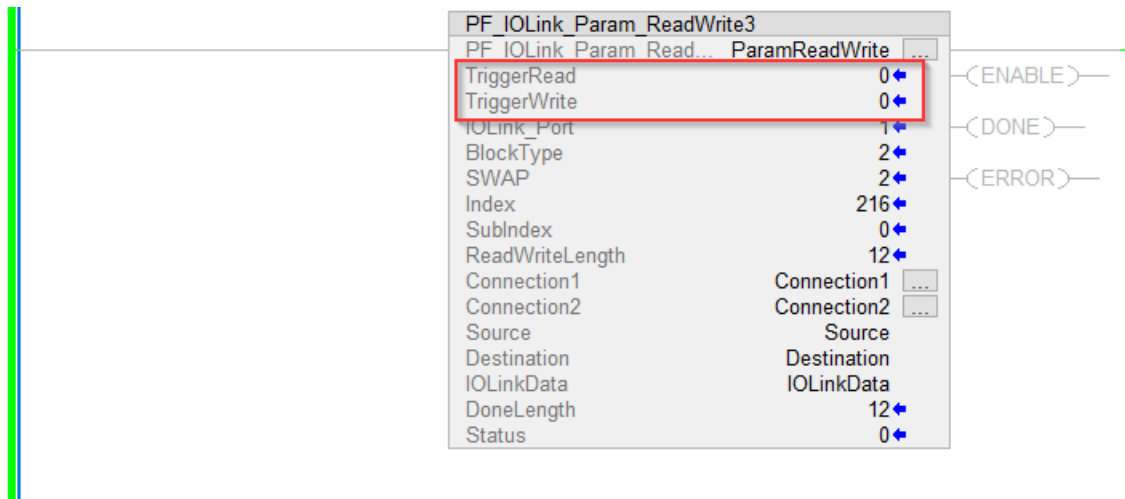 PF_IOLink_Param_ReadWrite3
PF_IOLink_Param_Read... ParamReadWrite ...
TriggerRead 0
(ENABLE)
TriggerWrite 0
IOLink_Port 1
(DONE)
BlockType 2
SWAP 2
(ERROR)
Index 216
SubIndex 0
ReadWriteLength 12
Connection1 Connection1 ...
Connection2 Connection2 ...
Source Source
Destination Destination
IOLinkData IOLinkData
DoneLength 12
Status 0